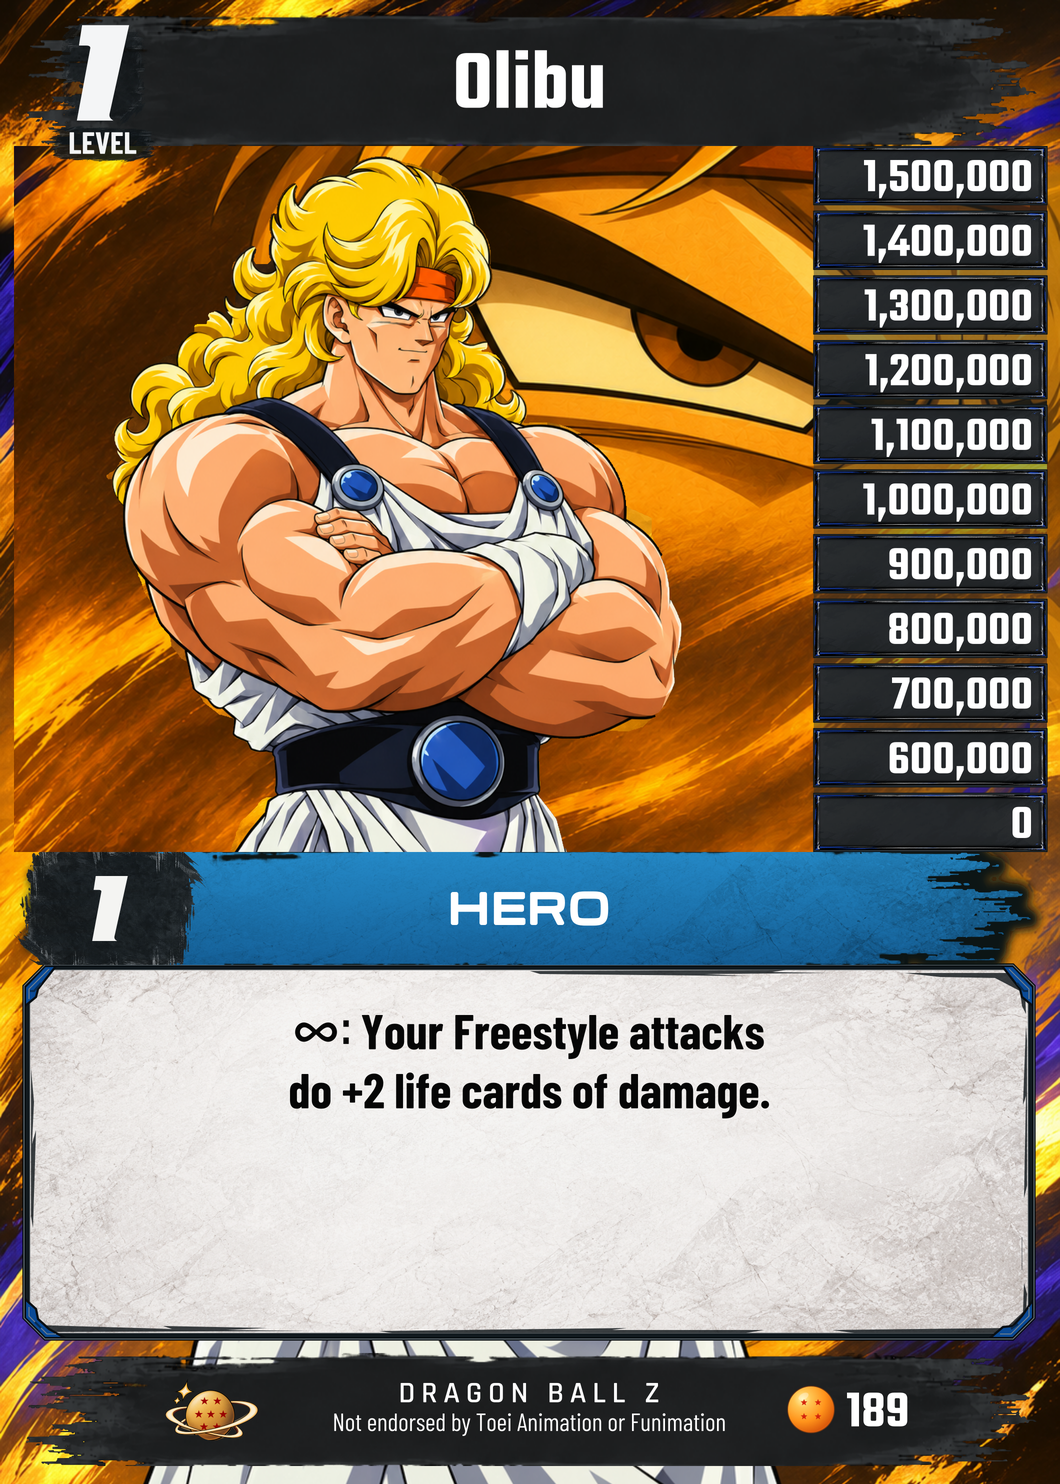 1
LEVEL
Olibu
1,500,000
1,400,000
1,300,000
1,200,000
1,100,000
1,000,000
900,000
800,000
700,000
600,000
0
1
HERO
∞: Your Freestyle attacks
do +2 life cards of damage.
DRAGON BALL Z
Not endorsed by Toei Animation or Funimation
189